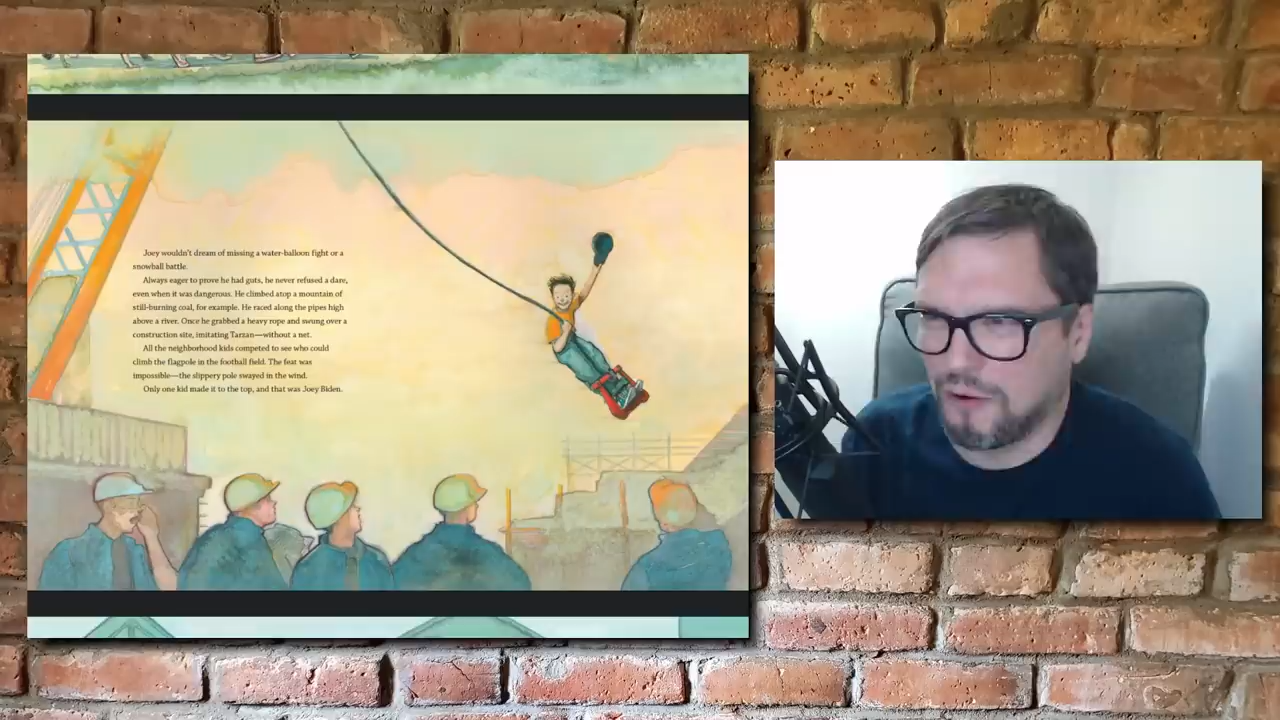 Joey wouldn't dream of missing a water-balloon fight or a
snowball battle.
Always eager to prove he had guts, he never refused a dare,
even when it was dangerous. He climbed atop a mountain of
still-burning coal, for example. He raced along the pipes high
above a river. Once he grabbed a heavy rope and swung over a
construction site, imitating Tarzan—without a net.
All the neighborhood kids competed to see who could
climb the flagpole in the football field. The feat was
impossible—the slippery pole swayed in the wind.
Only one kid made it to the top, and that was Joey Biden.